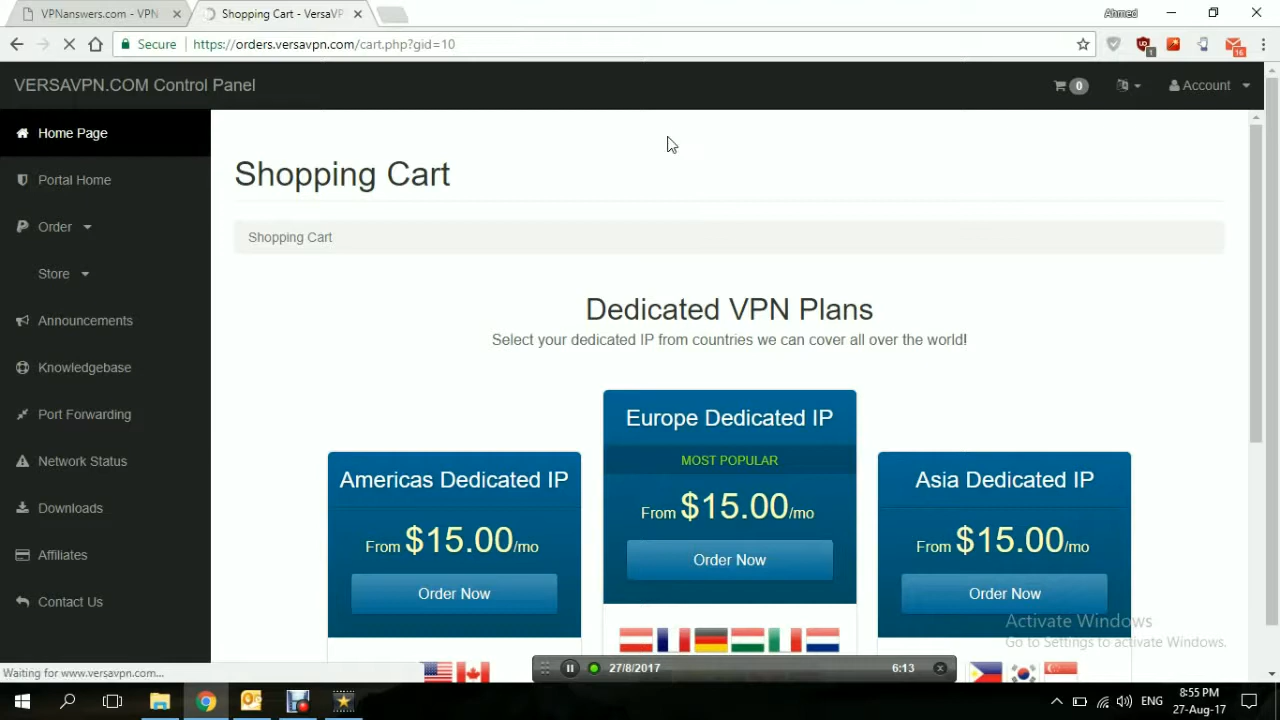 VPNanswers.com - VPN
Shopping Cart - VersaVP
Ahmed
Secure
https://orders.versavpn.com/cart.php?gid=10
1
16
VERSAVPN.COM Control Panel
0
Account
Home Page
Portal Home
Order
Store
Announcements
Knowledgebase
Port Forwarding
Network Status
Downloads
Affiliates
Contact Us
Shopping Cart
Shopping Cart
Dedicated VPN Plans
Select your dedicated IP from countries we can cover all over the world!
Americas Dedicated IP
From $15.00/mo
Order Now
Europe Dedicated IP
MOST POPULAR
From $15.00/mo
Order Now
Asia Dedicated IP
From $15.00/mo
Order Now
Activate Windows
Go to Settings to activate Windows.
Waiting for www.versavpn.com...
27/8/2017
6:13
ENG
8:55 PM
27-Aug-17